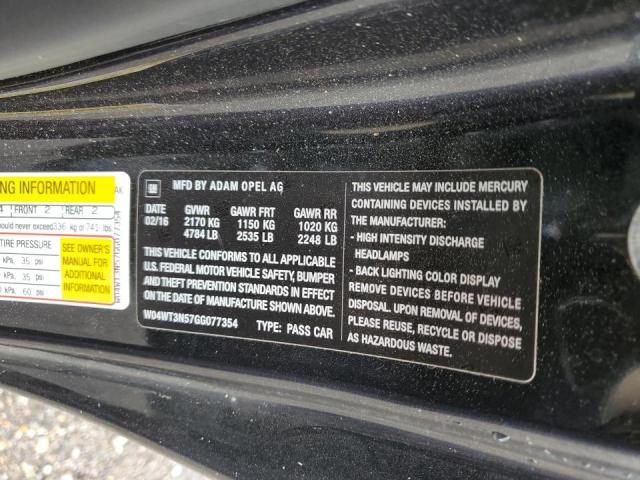 NG INFORMATION
4 FRONT 2 REAR 2
ould never exceed 336 kg or 741 lbs
TIRE PRESSURE
kPa, 35 psi
kPa, 35 psi
kPa, 60 psi
SEE OWNER'S
MANUAL FOR
ADDITIONAL
INFORMATION
AK
W04WT3N57GG077354
GM
MFD BY ADAM OPEL AG
DATE GVWR GAWR FRT GAWR RR
02/16 2170 KG 1150 KG 1020 KG
4784 LB 2535 LB 2248 LB
THIS VEHICLE CONFORMS TO ALL APPLICABLE
U.S. FEDERAL MOTOR VEHICLE SAFETY, BUMPER
AND THEFT PREVENTION STANDARDS IN EFFECT
ON THE DATE OF MANUFACTURE SHOWN ABOVE.
W04WT3N57GG077354 TYPE: PASS CAR
THIS VEHICLE MAY INCLUDE MERCURY
CONTAINING DEVICES INSTALLED BY
THE MANUFACTURER:
- HIGH INTENSITY DISCHARGE
HEADLAMPS
- BACK LIGHTING COLOR DISPLAY
REMOVE DEVICES BEFORE VEHICLE
DISPOSAL. UPON REMOVAL OF DEVICES,
PLEASE REUSE, RECYCLE OR DISPOSE
AS HAZARDOUS WASTE.